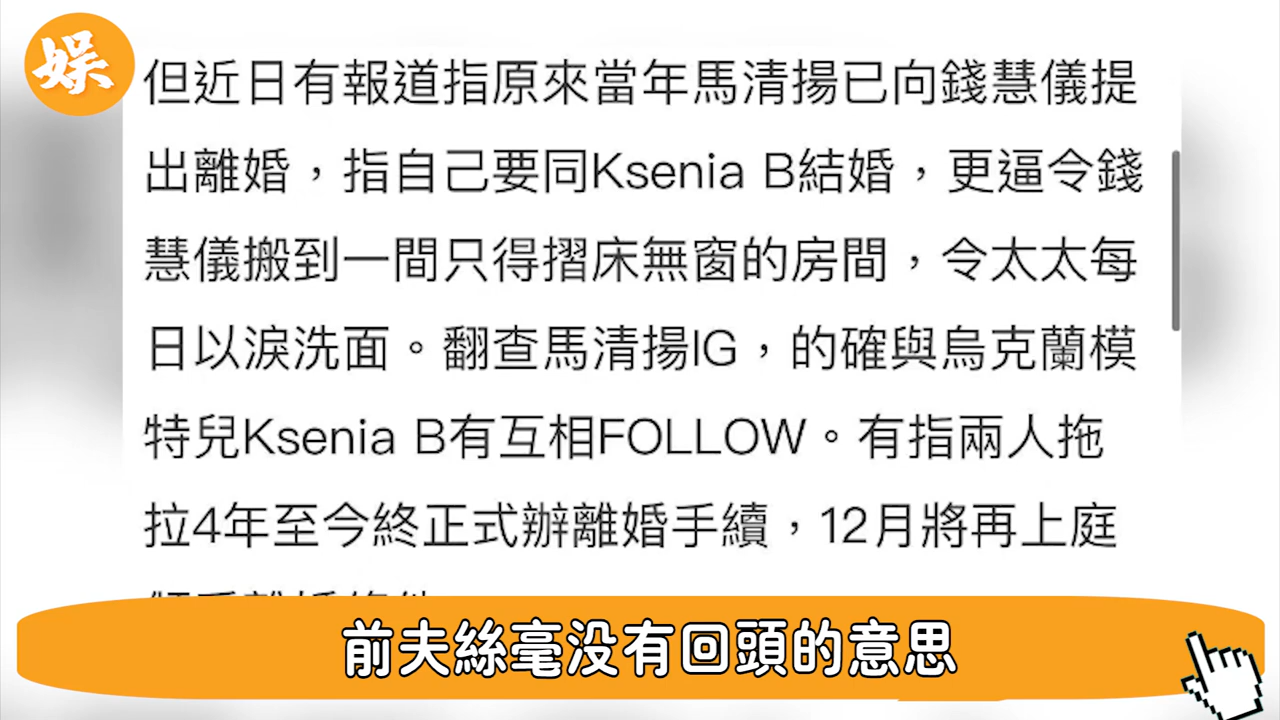 娱
但近日有報道指原來當年馬清揚已向錢慧儀提
出離婚，指自己要同Ksenia B結婚，更逼令錢
慧儀搬到一間只得摺床無窗的房間，令太太每
日以淚洗面。翻查馬清揚IG，的確與烏克蘭模
特兒Ksenia B有互相FOLLOW。有指兩人拖
拉4年至今終正式辦離婚手續，12月將再上庭
前夫絲毫没有回頭的意思